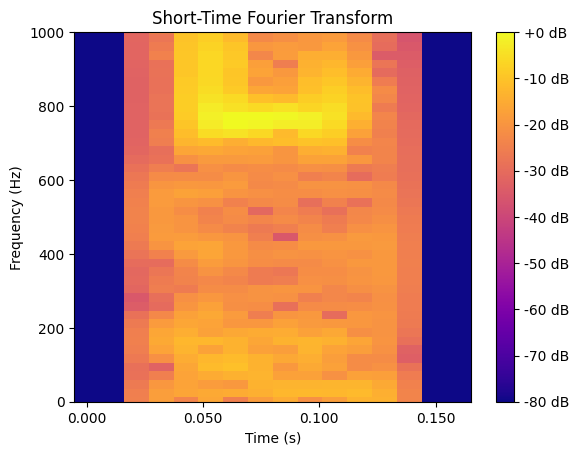 Short-Time Fourier Transform
1000
800
600
400
200
0
Frequency (Hz)
0.000
0.050
0.100
0.150
Time (s)
+0 dB
-10 dB
-20 dB
-30 dB
-40 dB
-50 dB
-60 dB
-70 dB
-80 dB